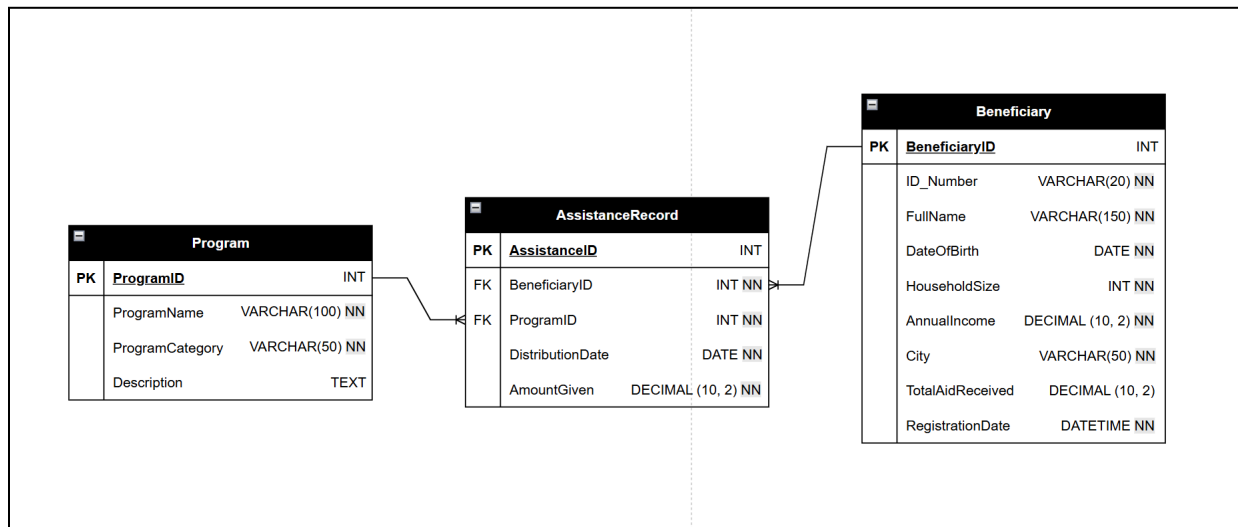 Program
PK ProgramID INT
ProgramName VARCHAR(100) NN
ProgramCategory VARCHAR(50) NN
Description TEXT
AssistanceRecord
PK AssistanceID INT
FK BeneficiaryID INT NN
FK ProgramID INT NN
DistributionDate DATE NN
AmountGiven DECIMAL (10, 2) NN
Beneficiary
PK BeneficiaryID INT
ID_Number VARCHAR(20) NN
FullName VARCHAR(150) NN
DateOfBirth DATE NN
HouseholdSize INT NN
AnnualIncome DECIMAL (10, 2) NN
City VARCHAR(50) NN
TotalAidReceived DECIMAL (10, 2)
RegistrationDate DATETIME NN